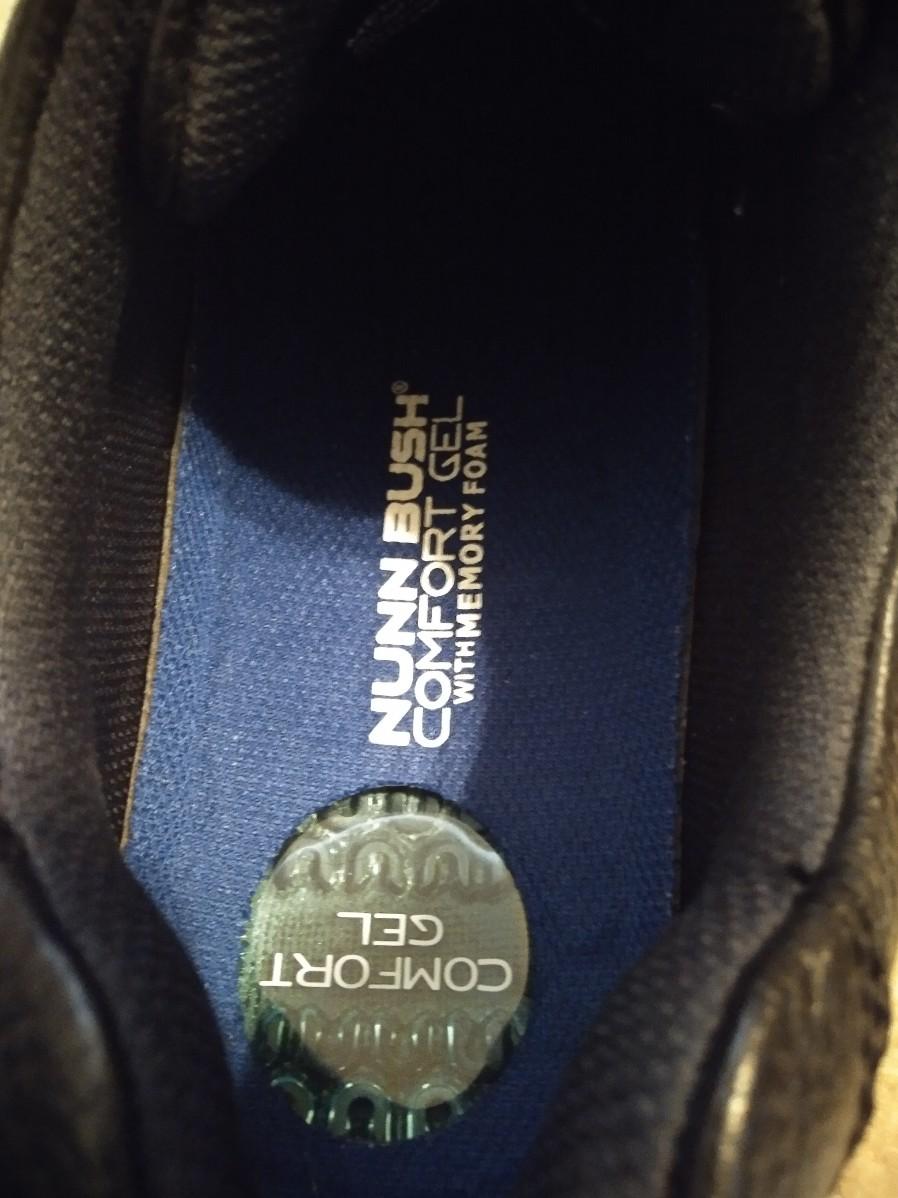 NUNN BUSH®
COMFORT GEL
WITH MEMORY FOAM
COMFORT
GEL